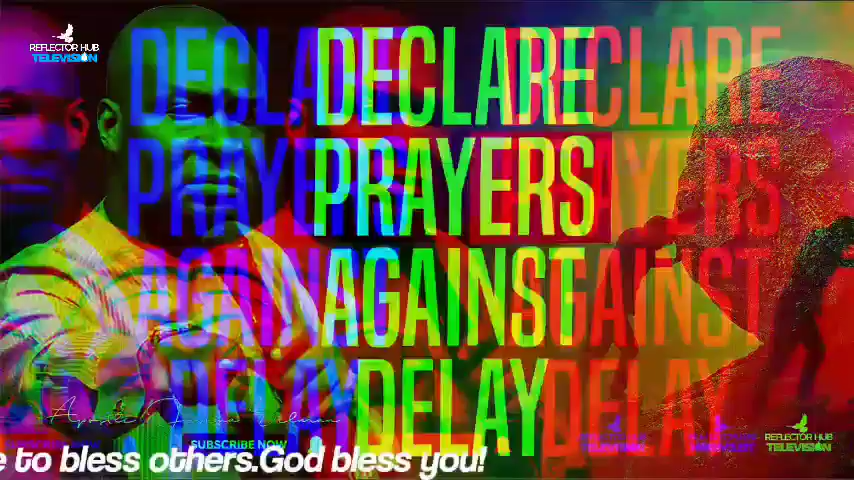 REFLECTOR HUB
TELEVISION
DECLARE
PRAYERS
AGAINST
DELAY
SUBSCRIBE NOW
REFLECTOR HUB
TELEVISION
e to bless others.God bless you!